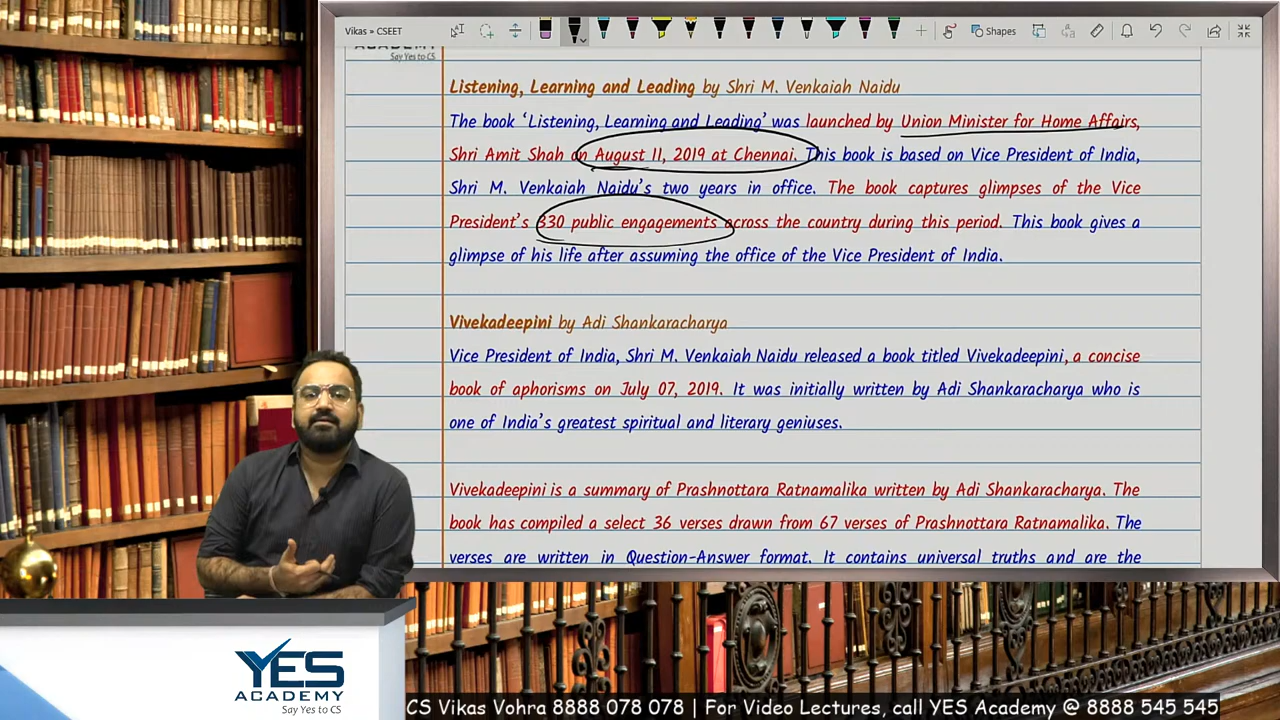 Vikas » CSEET
Shapes
ACADEMY
Say Yes to CS
Listening, Learning and Leading by Shri M. Venkaiah Naidu
The book ‘Listening, Learning and Leading’ was launched by Union Minister for Home Affairs,
Shri Amit Shah on August 11, 2019 at Chennai. This book is based on Vice President of India,
Shri M. Venkaiah Naidu’s two years in office. The book captures glimpses of the Vice
President’s 330 public engagements across the country during this period. This book gives a
glimpse of his life after assuming the office of the Vice President of India.
Vivekadeepini by Adi Shankaracharya
Vice President of India, Shri M. Venkaiah Naidu released a book titled Vivekadeepini, a concise
book of aphorisms on July 07, 2019. It was initially written by Adi Shankaracharya who is
one of India’s greatest spiritual and literary geniuses.
Vivekadeepini is a summary of Prashnottara Ratnamalika written by Adi Shankaracharya. The
book has compiled a select 36 verses drawn from 67 verses of Prashnottara Ratnamalika. The
verses are written in Question-Answer format. It contains universal truths and are the
YES
ACADEMY
Say Yes to CS
CS Vikas Vohra 8888 078 078 | For Video Lectures, call YES Academy @ 8888 545 545